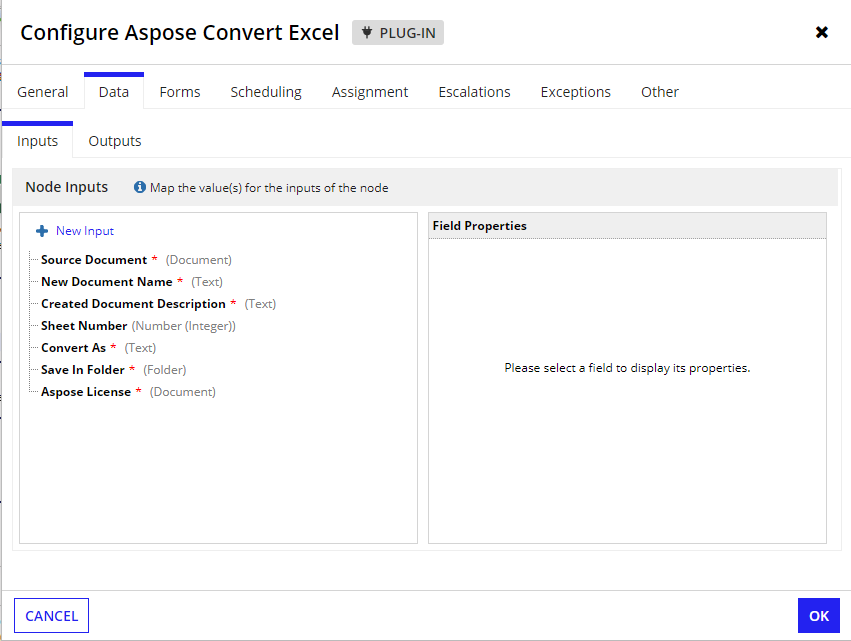 Configure Aspose Convert Excel PLUG-IN
General Data Forms Scheduling Assignment Escalations Exceptions Other
Inputs Outputs
Node Inputs Map the value(s) for the inputs of the node
New Input
Source Document * (Document)
New Document Name * (Text)
Created Document Description * (Text)
Sheet Number (Number (Integer))
Convert As * (Text)
Save In Folder * (Folder)
Aspose License * (Document)
Field Properties
Please select a field to display its properties.
CANCEL OK